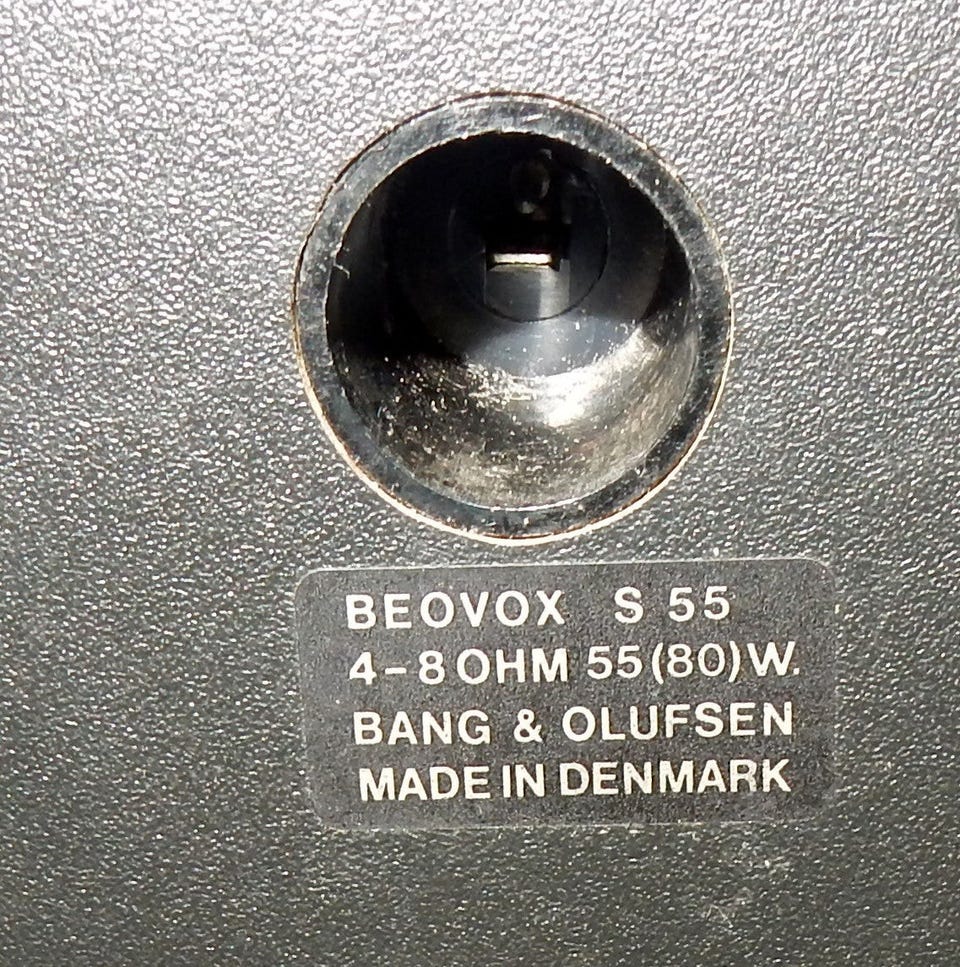 BEOVOX S 55
4-8 OHM 55 (80) W.
BANG & OLUFSEN
MADE IN DENMARK